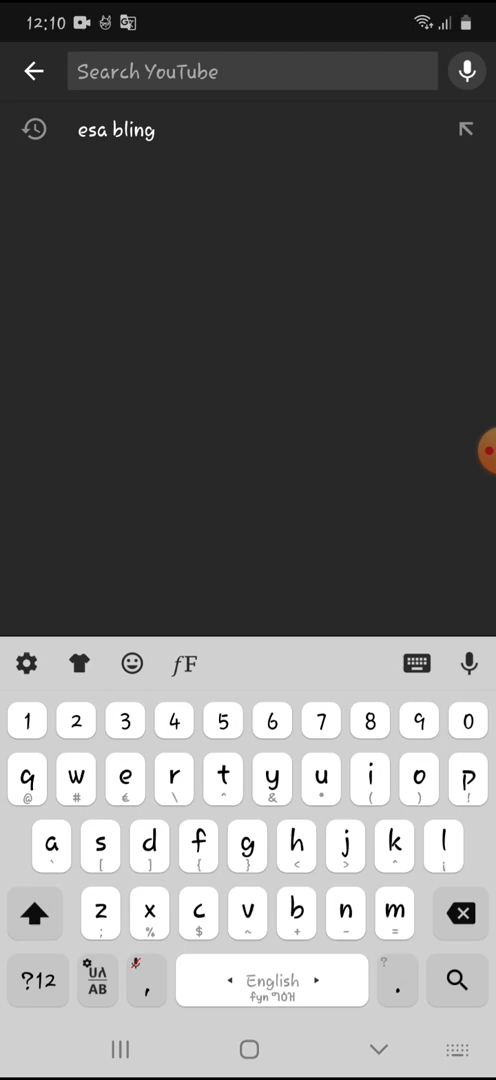 12:10
Search YouTube
esa bling
fF
1 2 3 4 5 6 7 8 9 0
q w e r t y u i o p
@ # € \ ^ & * ( ) !
a s d f g h j k l
` [ ] { } < > ^ ¡
z x c v b n m
; % $ ~ + - =
?12
AB
,
English
?
.